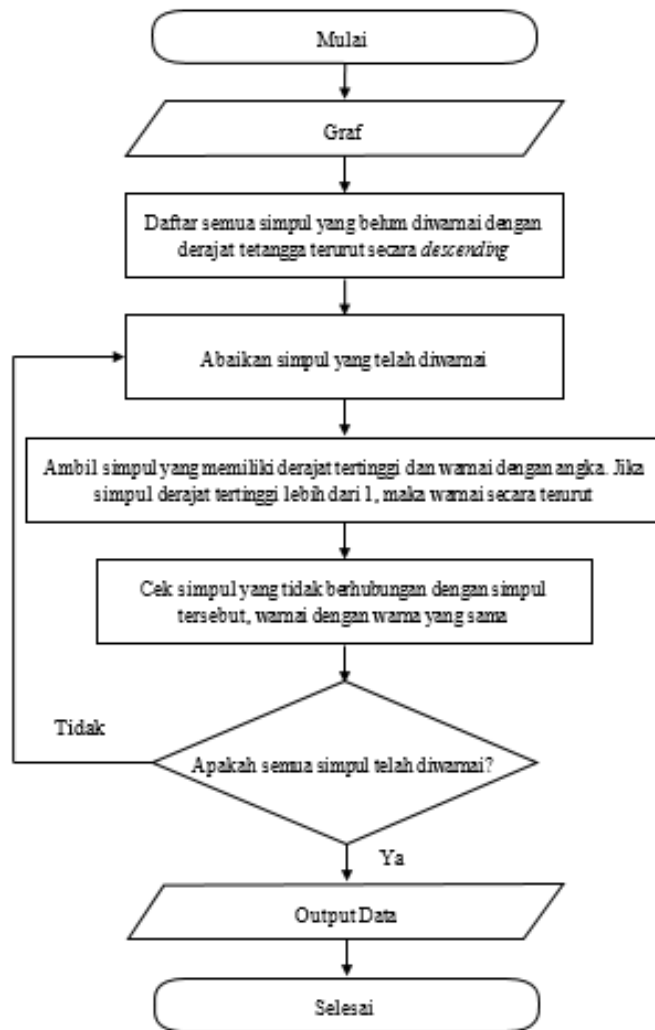 Mulai
Graf
Daftar semua simpul yang belum diwarnai dengan
derajat tetangga terurut secara descending
Abaikan simpul yang telah diwarnai
Ambil simpul yang memiliki derajat tertinggi dan warnai dengan angka. Jika
simpul derajat tertinggi lebih dari 1, maka warnai secara terurut
Cek simpul yang tidak berhubungan dengan simpul
tersebut, warnai dengan warna yang sama
Tidak
Apakah semua simpul telah diwarnai?
Ya
Output Data
Selesai